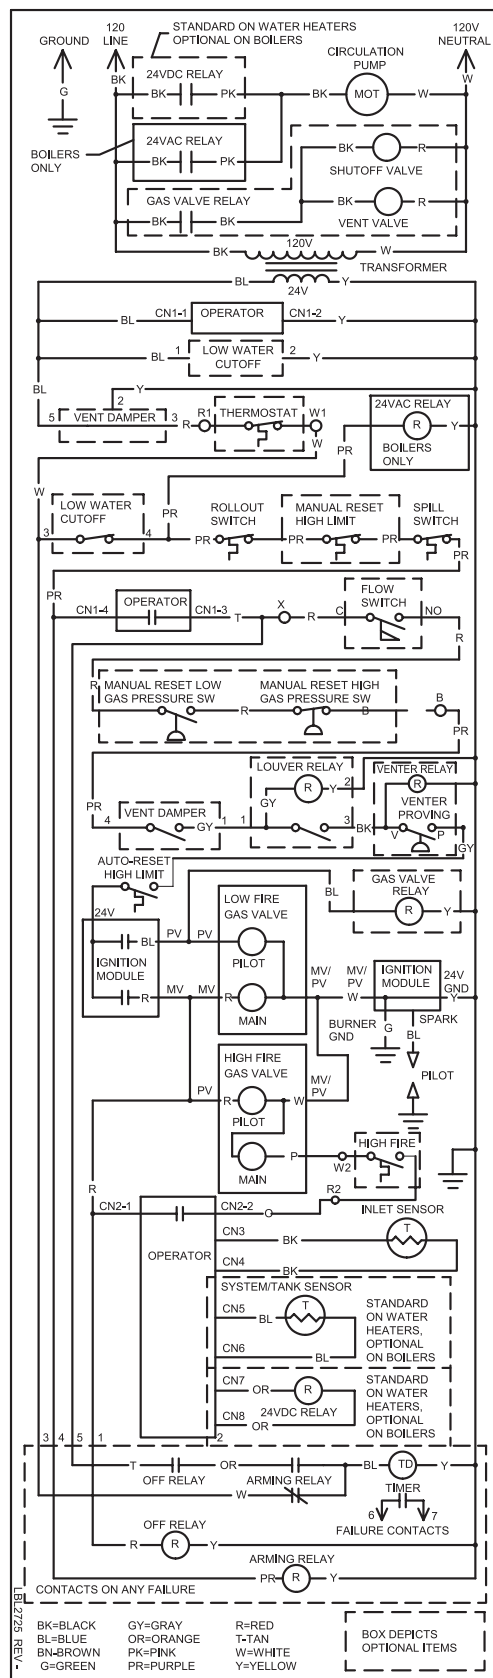 120 LINE
STANDARD ON WATER HEATERS
OPTIONAL ON BOILERS
120V NEUTRAL
GROUND
CIRCULATION PUMP
BK
24VDC RELAY
W
G
BK PK BK MOT W
24VAC RELAY
BOILERS ONLY
BK PK
BK R
SHUTOFF VALVE
GAS VALVE RELAY
BK BK
BK R
VENT VALVE
BK 120V W
TRANSFORMER
BL 24V Y
BL CN1-1 OPERATOR CN1-2 Y
BL 1 LOW WATER CUTOFF 2 Y
BL
Y
2
5 VENT DAMPER 3 R R1 THERMOSTAT W1
W
24VAC RELAY
R Y
BOILERS ONLY
PR
W
PR
3 LOW WATER CUTOFF 4
ROLLOUT SWITCH
MANUAL RESET HIGH LIMIT
SPILL SWITCH
PR PR PR PR
PR
CN1-4 OPERATOR CN1-3 T X R C
FLOW SWITCH
NO
R
R
MANUAL RESET LOW GAS PRESSURE SW
R
MANUAL RESET HIGH GAS PRESSURE SW
B B
PR
PR
4 VENT DAMPER GY 1
LOUVER RELAY
R Y 2
GY
1 3 BK
VENTER RELAY
R
VENTER PROVING
V P
GY
AUTO-RESET HIGH LIMIT
24V
BL PV
IGNITION MODULE
R MV
LOW FIRE GAS VALVE
PV PILOT
MV R MAIN
BL
GAS VALVE RELAY
R Y
MV/PV
MV/PV
W
IGNITION MODULE
24V GND
Y
G
BURNER GND
SPARK
BL
PILOT
HIGH FIRE GAS VALVE
PV R W
PILOT
MV/PV
MAIN P
W2 HIGH FIRE
R2
R
CN2-1 CN2-2 O
OPERATOR
INLET SENSOR
CN3 BK T
CN4 BK
SYSTEM/TANK SENSOR
CN5 BL T
CN6 BL
STANDARD ON WATER HEATERS, OPTIONAL ON BOILERS
CN7 OR R
24VDC RELAY
CN8 OR
STANDARD ON WATER HEATERS, OPTIONAL ON BOILERS
3 4 5 1 2
T OFF RELAY OR ARMING RELAY BL TD Y
W
TIMER
6 7
FAILURE CONTACTS
OFF RELAY
R R Y
ARMING RELAY
PR R Y
CONTACTS ON ANY FAILURE
LBL2725 REV -
BK=BLACK GY=GRAY R=RED
BL=BLUE OR=ORANGE T-TAN
BN-BROWN PK=PINK W=WHITE
G=GREEN PR=PURPLE Y=YELLOW
BOX DEPICTS
OPTIONAL ITEMS